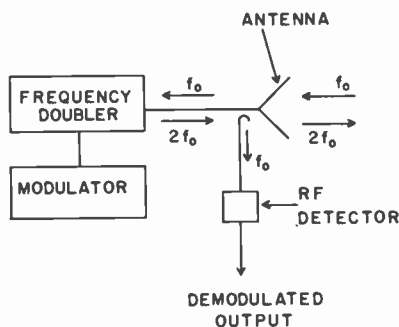 ANTENNA
f₀
f₀
FREQUENCY
DOUBLER
2f₀
2f₀
f₀
MODULATOR
RF
DETECTOR
DEMODULATED
OUTPUT